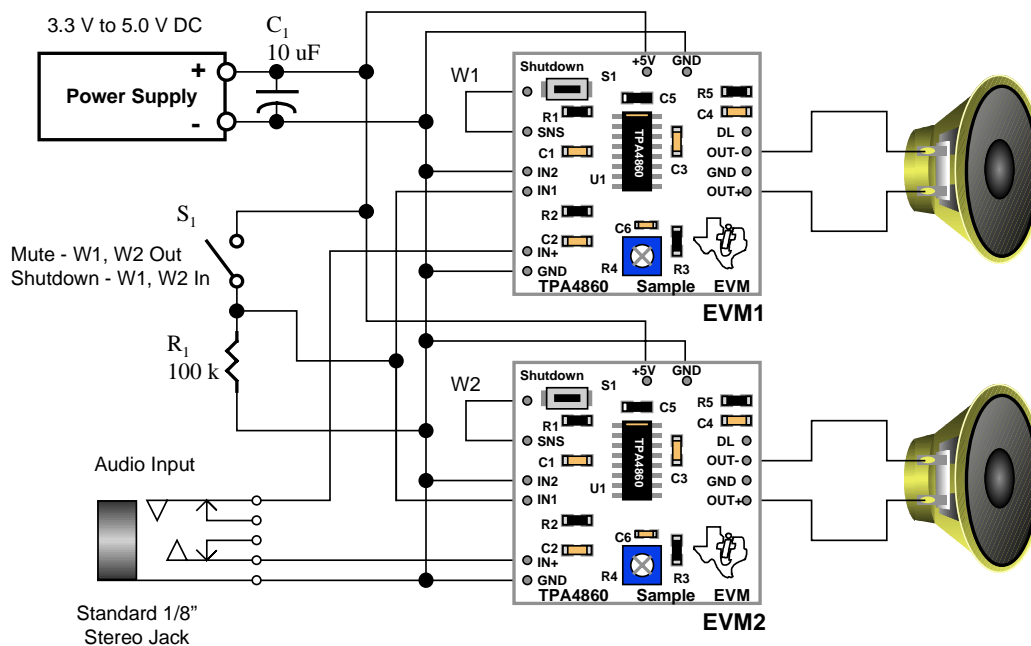 3.3 V to 5.0 V DC
C1
10 uF
+
Power Supply
-
W1
S1
Mute - W1, W2 Out
Shutdown - W1, W2 In
R1
100 k
W2
Audio Input
Standard 1/8”
Stereo Jack
+5V
GND
Shutdown
S1
R5
C5
C4
R1
SNS
DL
C1
TPA4860
OUT-
IN2
U1
C3
GND
IN1
OUT+
R2
C6
C2
IN+
R4
R3
GND
TPA4860
Sample
EVM
EVM1
+5V
GND
Shutdown
S1
R5
C5
C4
R1
SNS
DL
C1
TPA4860
OUT-
IN2
U1
C3
GND
IN1
OUT+
R2
C6
C2
IN+
R4
R3
GND
TPA4860
Sample
EVM
EVM2